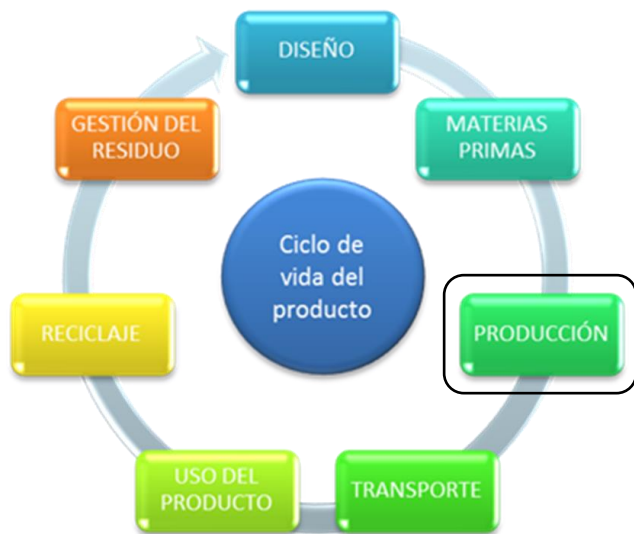 DISEÑO
MATERIAS
PRIMAS
PRODUCCIÓN
TRANSPORTE
USO DEL
PRODUCTO
RECICLAJE
GESTIÓN DEL
RESIDUO
Ciclo de
vida del
producto